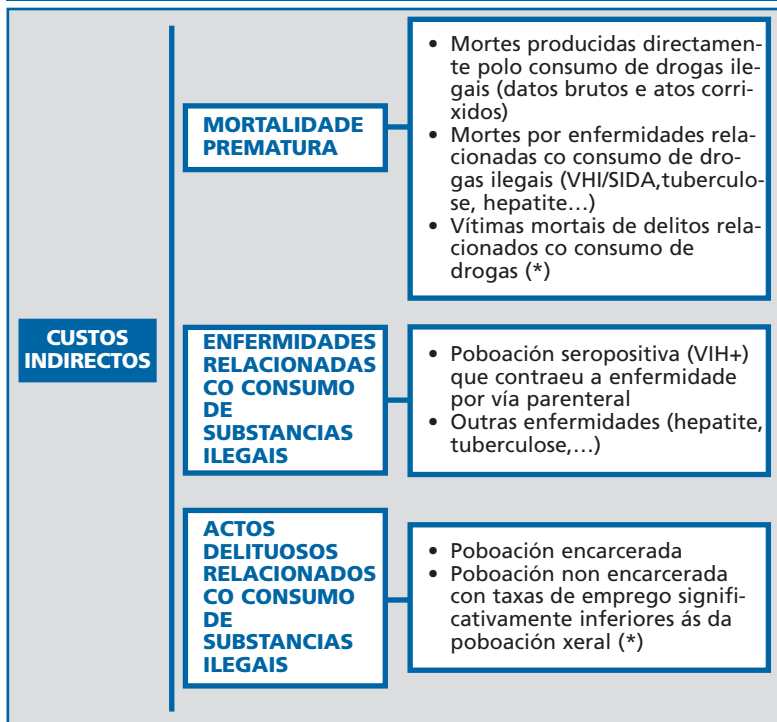 CUSTOS
INDIRECTOS
MORTALIDADE
PREMATURA
• Mortes producidas directamen-
te polo consumo de drogas ile-
gais (datos brutos e atos corri-
xidos)
• Mortes por enfermidades rela-
cionadas co consumo de dro-
gas ilegais (VHI/SIDA,tuberculo-
se, hepatite…)
• Vítimas mortais de delitos rela-
cionados co consumo de
drogas (*)
ENFERMIDADES
RELACIONADAS
CO CONSUMO
DE
SUBSTANCIAS
ILEGAIS
• Poboación seropositiva (VIH+)
que contraeu a enfermidade
por vía parenteral
• Outras enfermidades (hepatite,
tuberculose,…)
ACTOS
DELITUOSOS
RELACIONADOS
CO CONSUMO
DE
SUBSTANCIAS
ILEGAIS
• Poboación encarcerada
• Poboación non encarcerada
con taxas de emprego signifi-
cativamente inferiores ás da
poboación xeral (*)